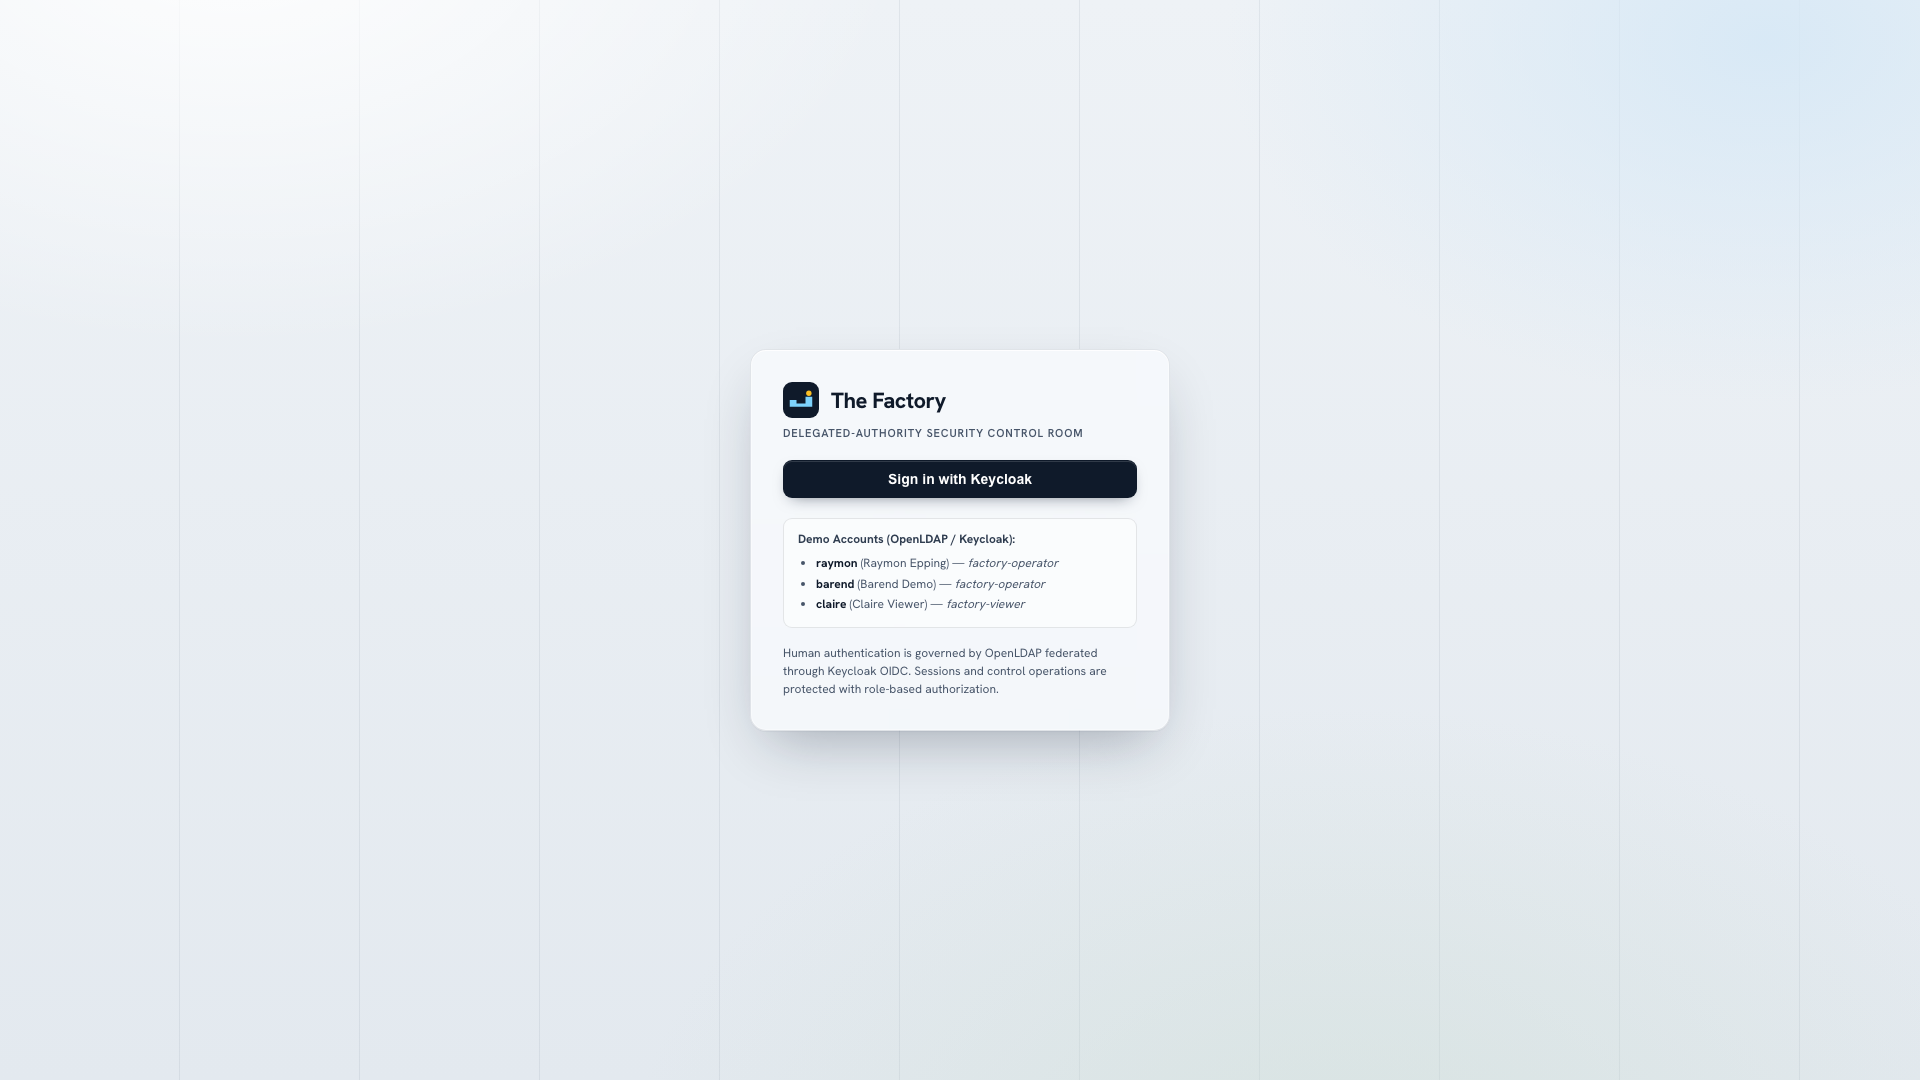 The Factory
DELEGATED-AUTHORITY SECURITY CONTROL ROOM
Sign in with Keycloak
Demo Accounts (OpenLDAP / Keycloak):
• raymon (Raymon Epping) — factory-operator
• barend (Barend Demo) — factory-operator
• claire (Claire Viewer) — factory-viewer
Human authentication is governed by OpenLDAP federated
through Keycloak OIDC. Sessions and control operations are
protected with role-based authorization.